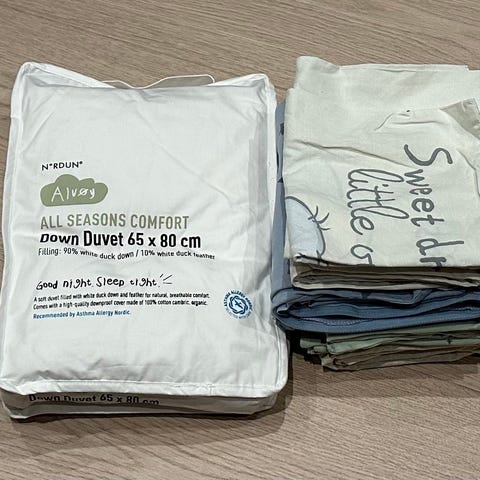 N*RDUN*
Alvøy
ALL SEASONS COMFORT
Down Duvet 65 x 80 cm
Filling: 90% white duck down / 10% white duck feather
Good night, Sleep tight
A soft duvet filled with white duck down and feather for natural, breathable comfort.
Comes with a high-quality downproof cover made of 100% cotton cambric, organic.
Recommended by Asthma Allergy Nordic.
Down Duvet 65 x 80 cm
Sweet dr
little o